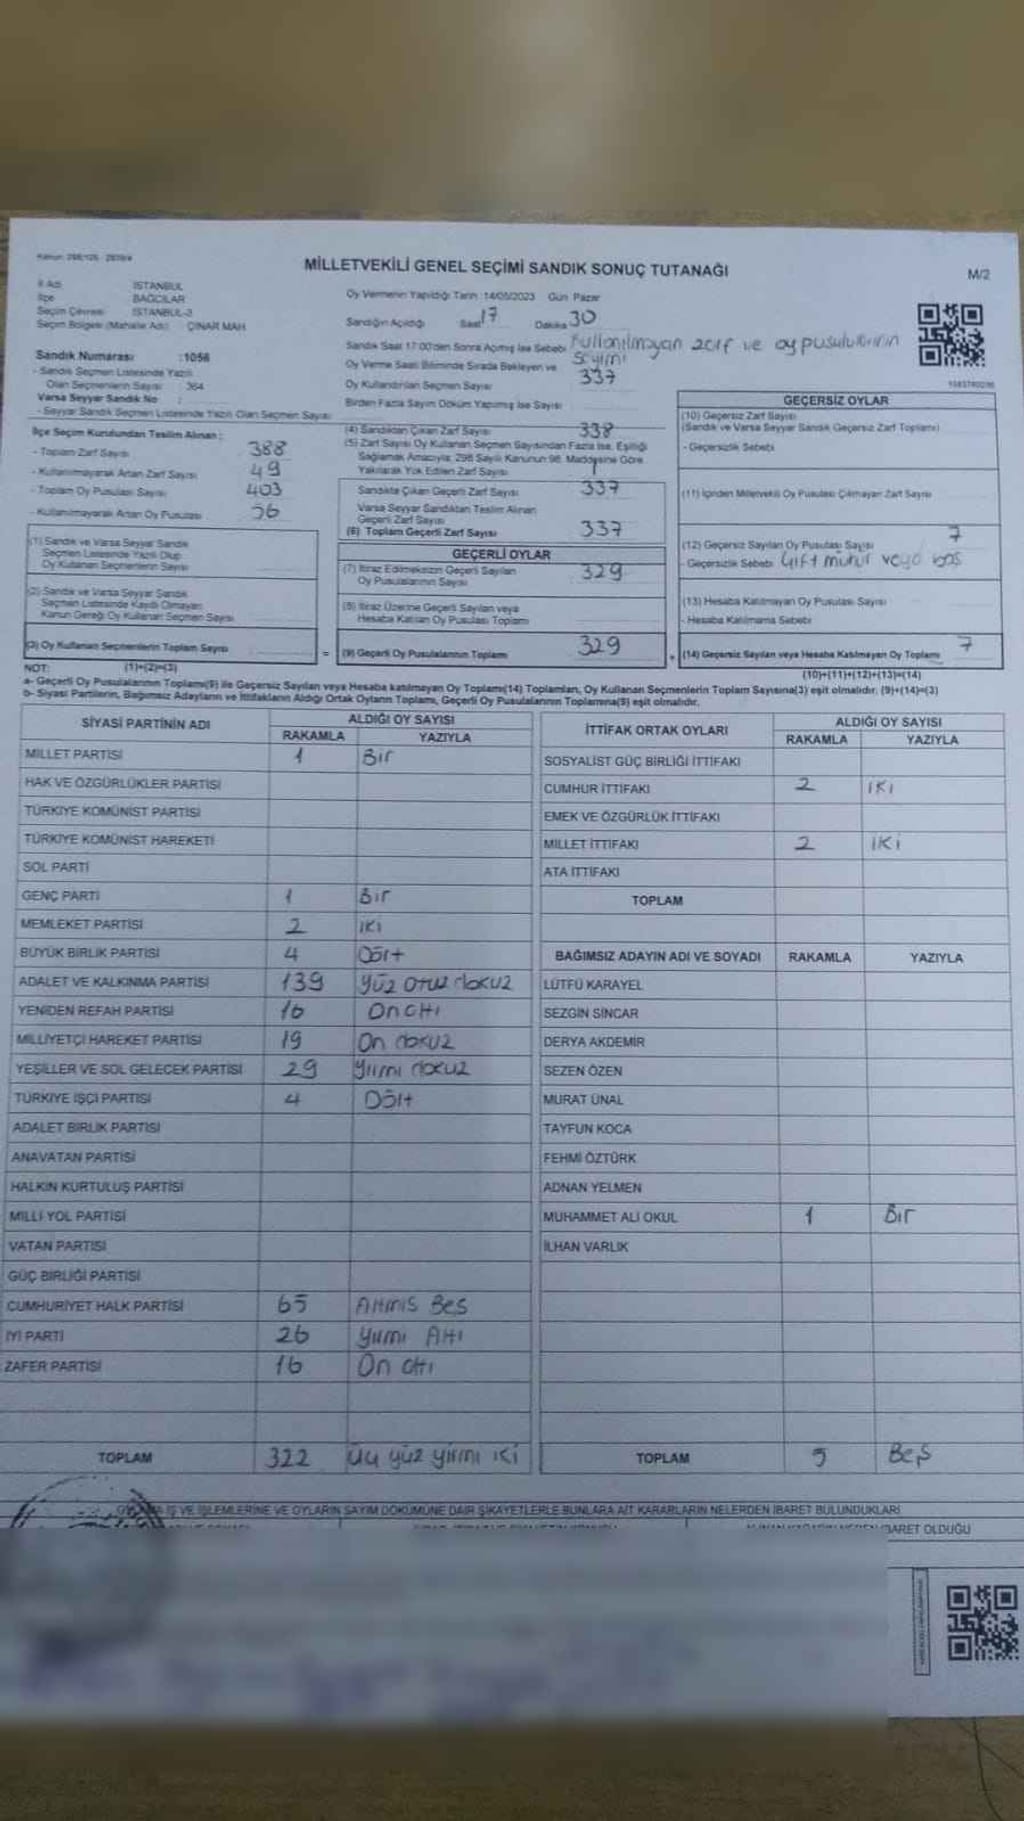 MİLLETVEKİLİ GENEL SEÇİMİ SANDIK SONUÇ TUTANAĞI
M/2
İl Adı İSTANBUL
İlçe BAĞCILAR
Seçim Çevresi İSTANBUL-3
Seçim Bölgesi (Mahalle Adı) ÇINAR MAH
Oy Vermenin Yapıldığı Tarih :14/05/2023 Gün Pazar
Sandığın Açıldığı Saat 17 Dakika 30
Sandık Saat 17:00'den Sonra Açılmış İse Sebebi Kullanılmayan zarf ve oy pusulularının sayımı
Oy Verme Saati Bitiminde Sırada Bekleyen ve
Oy Kullandırılan Seçmen Sayısı 337
Birden Fazla Sayım Döküm Yapılmış İse Sayısı
Sandık Numarası :1056
- Sandık Seçmen Listesinde Yazılı
Olan Seçmenlerin Sayısı 364
Varsa Seyyar Sandık No :
- Seyyar Sandık Seçmen Listesinde Yazılı Olan Seçmen Sayısı
İlçe Seçim Kurulundan Teslim Alınan :
- Toplam Zarf Sayısı 388
- Kullanılmayarak Artan Zarf Sayısı 49
- Toplam Oy Pusulası Sayısı 403
- Kullanılmayarak Artan Oy Pusulası 56
(1) Sandık ve Varsa Seyyar Sandık
Seçmen Listesinde Yazılı Olup
Oy Kullanan Seçmenlerin Sayısı
(2) Sandık ve Varsa Seyyar Sandık
Seçmen Listesinde Kayıtlı Olmayan
Kanun Gereği Oy Kullanan Seçmen Sayısı
(3) Oy Kullanan Seçmenlerin Toplam Sayısı
(1)+(2)=(3)
(4) Sandıktan Çıkan Zarf Sayısı 338
(5) Zarf Sayısı Oy Kullanan Seçmen Sayısından Fazla İse, Eşitliği
Sağlamak Amacıyla, 298 Sayılı Kanunun 98. Maddesine Göre
Yakılarak Yok Edilen Zarf Sayısı 1
Sandıkta Çıkan Geçerli Zarf Sayısı 337
Varsa Seyyar Sandıktan Teslim Alınan
Geçerli Zarf Sayısı
(6) Toplam Geçerli Zarf Sayısı 337
GEÇERLİ OYLAR
(7) İtiraz Edilmeksizin Geçerli Sayılan
Oy Pusulalarının Sayısı 329
(8) İtiraz Üzerine Geçerli Sayılan veya
Hesaba Katılan Oy Pusulası Toplamı
= (9) Geçerli Oy Pusulalarının Toplamı 329
GEÇERSİZ OYLAR
(10) Geçersiz Zarf Sayısı
(Sandık ve Varsa Seyyar Sandık Geçersiz Zarf Toplamı)
- Geçersizlik Sebebi
(11) İçinden Milletvekili Oy Pusulası Çıkmayan Zarf Sayısı
(12) Geçersiz Sayılan Oy Pusulası Sayısı 7
- Geçersizlik Sebebi Çift mühür veya boş
(13) Hesaba Katılmayan Oy Pusulası Sayısı
- Hesaba Katılmama Sebebi
+ (14) Geçersiz Sayılan veya Hesaba Katılmayan Oy Toplamı 7
(10)+(11)+(12)+(13)=(14)
NOT:
a- Geçerli Oy Pusulalarının Toplamı(9) ile Geçersiz Sayılan veya Hesaba katılmayan Oy Toplamı(14) Toplamları, Oy Kullanan Seçmenlerin Toplam Sayısına(3) eşit olmalıdır. (9)+(14)=(3)
b- Siyasi Partilerin, Bağımsız Adayların ve İttifakların Aldığı Ortak Oyların Toplamı, Geçerli Oy Pusulalarının Toplamına(9) eşit olmalıdır.
SİYASİ PARTİNİN ADI ALDIĞI OY SAYISI
RAKAMLA YAZIYLA
MİLLET PARTİSİ 1 Bir
HAK VE ÖZGÜRLÜKLER PARTİSİ
TÜRKİYE KOMÜNİST PARTİSİ
TÜRKİYE KOMÜNİST HAREKETİ
SOL PARTİ
GENÇ PARTİ 1 Bir
MEMLEKET PARTİSİ 2 iki
BÜYÜK BİRLİK PARTİSİ 4 Dört
ADALET VE KALKINMA PARTİSİ 139 Yüz otuz dokuz
YENİDEN REFAH PARTİSİ 16 On altı
MİLLİYETÇİ HAREKET PARTİSİ 19 On dokuz
YEŞİLLER VE SOL GELECEK PARTİSİ 29 Yirmi dokuz
TÜRKİYE İŞÇİ PARTİSİ 4 Dört
ADALET BİRLİK PARTİSİ
ANAVATAN PARTİSİ
HALKIN KURTULUŞ PARTİSİ
MİLLİ YOL PARTİSİ
VATAN PARTİSİ
GÜÇ BİRLİĞİ PARTİSİ
CUMHURİYET HALK PARTİSİ 65 Altmıs Bes
İYİ PARTİ 26 Yirmi Altı
ZAFER PARTİSİ 16 On altı
TOPLAM 322 Üç yüz yirmi iki
İTTİFAK ORTAK OYLARI ALDIĞI OY SAYISI
RAKAMLA YAZIYLA
SOSYALİST GÜÇ BİRLİĞİ İTTİFAKI
CUMHUR İTTİFAKI 2 iki
EMEK VE ÖZGÜRLÜK İTTİFAKI
MİLLET İTTİFAKI 2 iki
ATA İTTİFAKI
TOPLAM
BAĞIMSIZ ADAYIN ADI VE SOYADI RAKAMLA YAZIYLA
LÜTFÜ KARAYEL
SEZGİN SİNCAR
DERYA AKDEMİR
SEZEN ÖZEN
MURAT ÜNAL
TAYFUN KOCA
FEHMİ ÖZTÜRK
ADNAN YELMEN
MUHAMMET ALİ OKUL 1 Bir
İLHAN VARLIK
TOPLAM 5 Beş
İŞ VE İŞLEMLERİNE VE OYLARIN SAYIM DÖKÜMÜNE DAİR ŞİKAYETLERLE BUNLARA AİT KARARLARIN NELERDEN İBARET BULUNDUKLARI
İBARET OLDUĞU